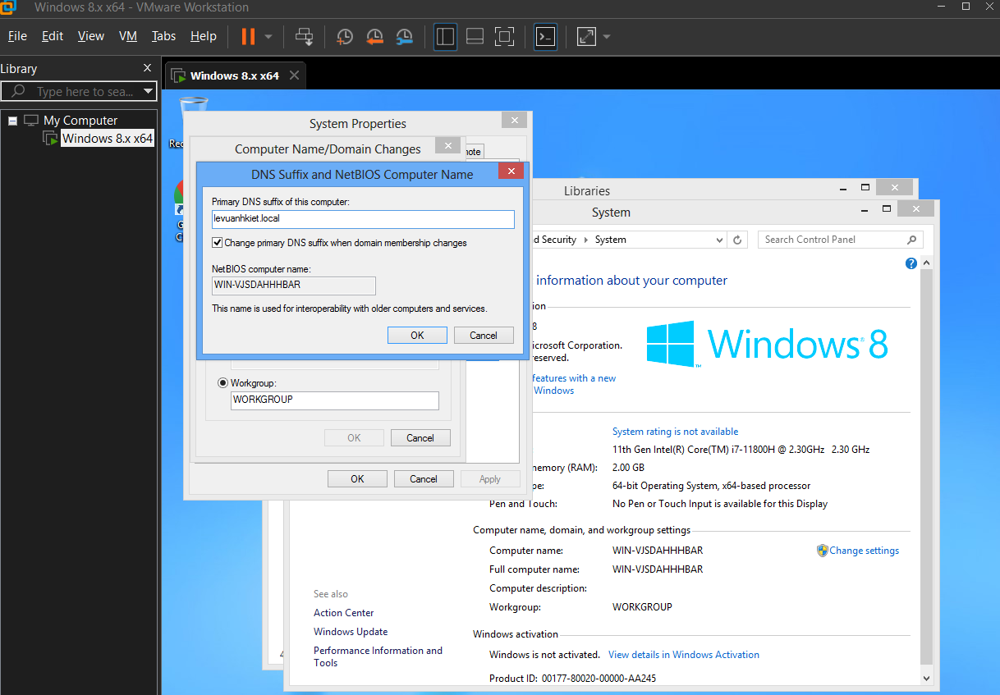 Windows 8.x x64 - VMware Workstation
File Edit View VM Tabs Help
Library
Type here to sea...
My Computer
Windows 8.x x64
Windows 8.x x64
System Properties
Computer Name/Domain Changes
DNS Suffix and NetBIOS Computer Name
Primary DNS suffix of this computer:
levuanhkiet.local
Change primary DNS suffix when domain membership changes
NetBIOS computer name:
WIN-VJSDAHHHBAR
This name is used for interoperability with older computers and services.
OK Cancel
Workgroup:
WORKGROUP
OK Cancel
OK Cancel Apply
Libraries
System
d Security System
Search Control Panel
information about your computer
8
icrosoft Corporation.
reserved.
Windows 8
features with a new
Windows
System rating is not available
11th Gen Intel(R) Core(TM) i7-11800H @ 2.30GHz 2.30 GHz
(RAM): 2.00 GB
64-bit Operating System, x64-based processor
Pen and Touch: No Pen or Touch Input is available for this Display
Computer name, domain, and workgroup settings
Computer name: WIN-VJSDAHHHBAR
Change settings
Full computer name: WIN-VJSDAHHHBAR
Computer description:
Workgroup: WORKGROUP
See also
Action Center
Windows Update
Performance Information and
Tools
Windows activation
Windows is not activated. View details in Windows Activation
Product ID: 00177-80020-00000-AA245